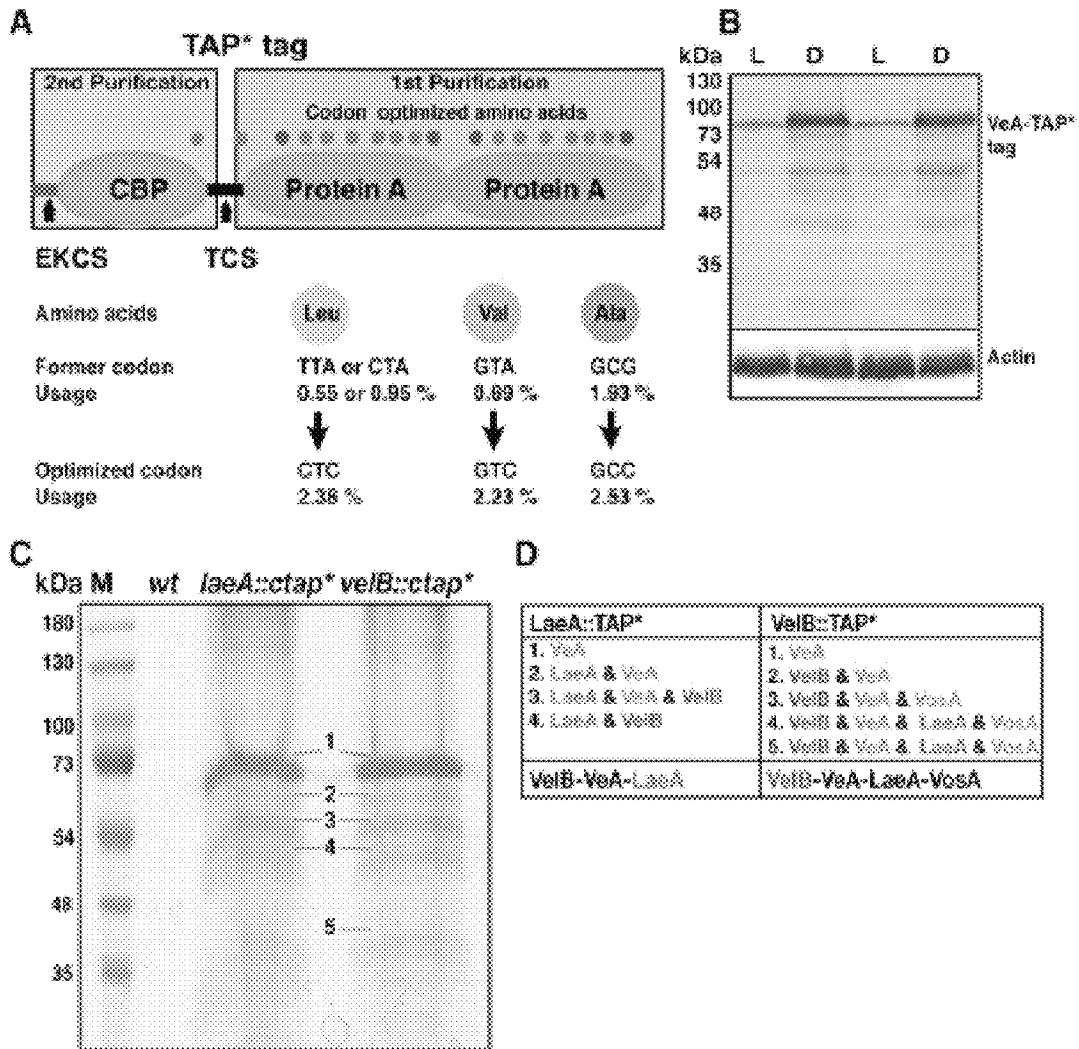 A
TAP* tag
2nd Purification
1st Purification
Codon optimized amino acids
CBP
Protein A
Protein A
EKCS
TCS
Amino acids
Leu
Val
Ala
Former codon
TTA or CTA
GTA
GCG
Usage
0.55 or 0.95 %
0.69 %
1.93 %
Optimized codon
CTC
GTC
GCC
Usage
2.38 %
2.23 %
2.53 %
B
kDa L D L D
130
100
73
54
48
35
VeA-TAP*
tag
Actin
C
kDa M wt laeA::ctap* velB::ctap*
180
130
100
73
54
48
35
1
2
3
4
5
D
LaeA::TAP*
1. VeA
2. LaeA & VeA
3. LaeA & VeA & VelB
4. LaeA & VelB
VelB-VeA-LaeA
VelB::TAP*
1. VeA
2. VelB & VeA
3. VelB & VeA & VosA
4. VelB & VeA & LaeA & VosA
5. VelB & VeA & LaeA & VosA
VelB-VeA-LaeA-VosA